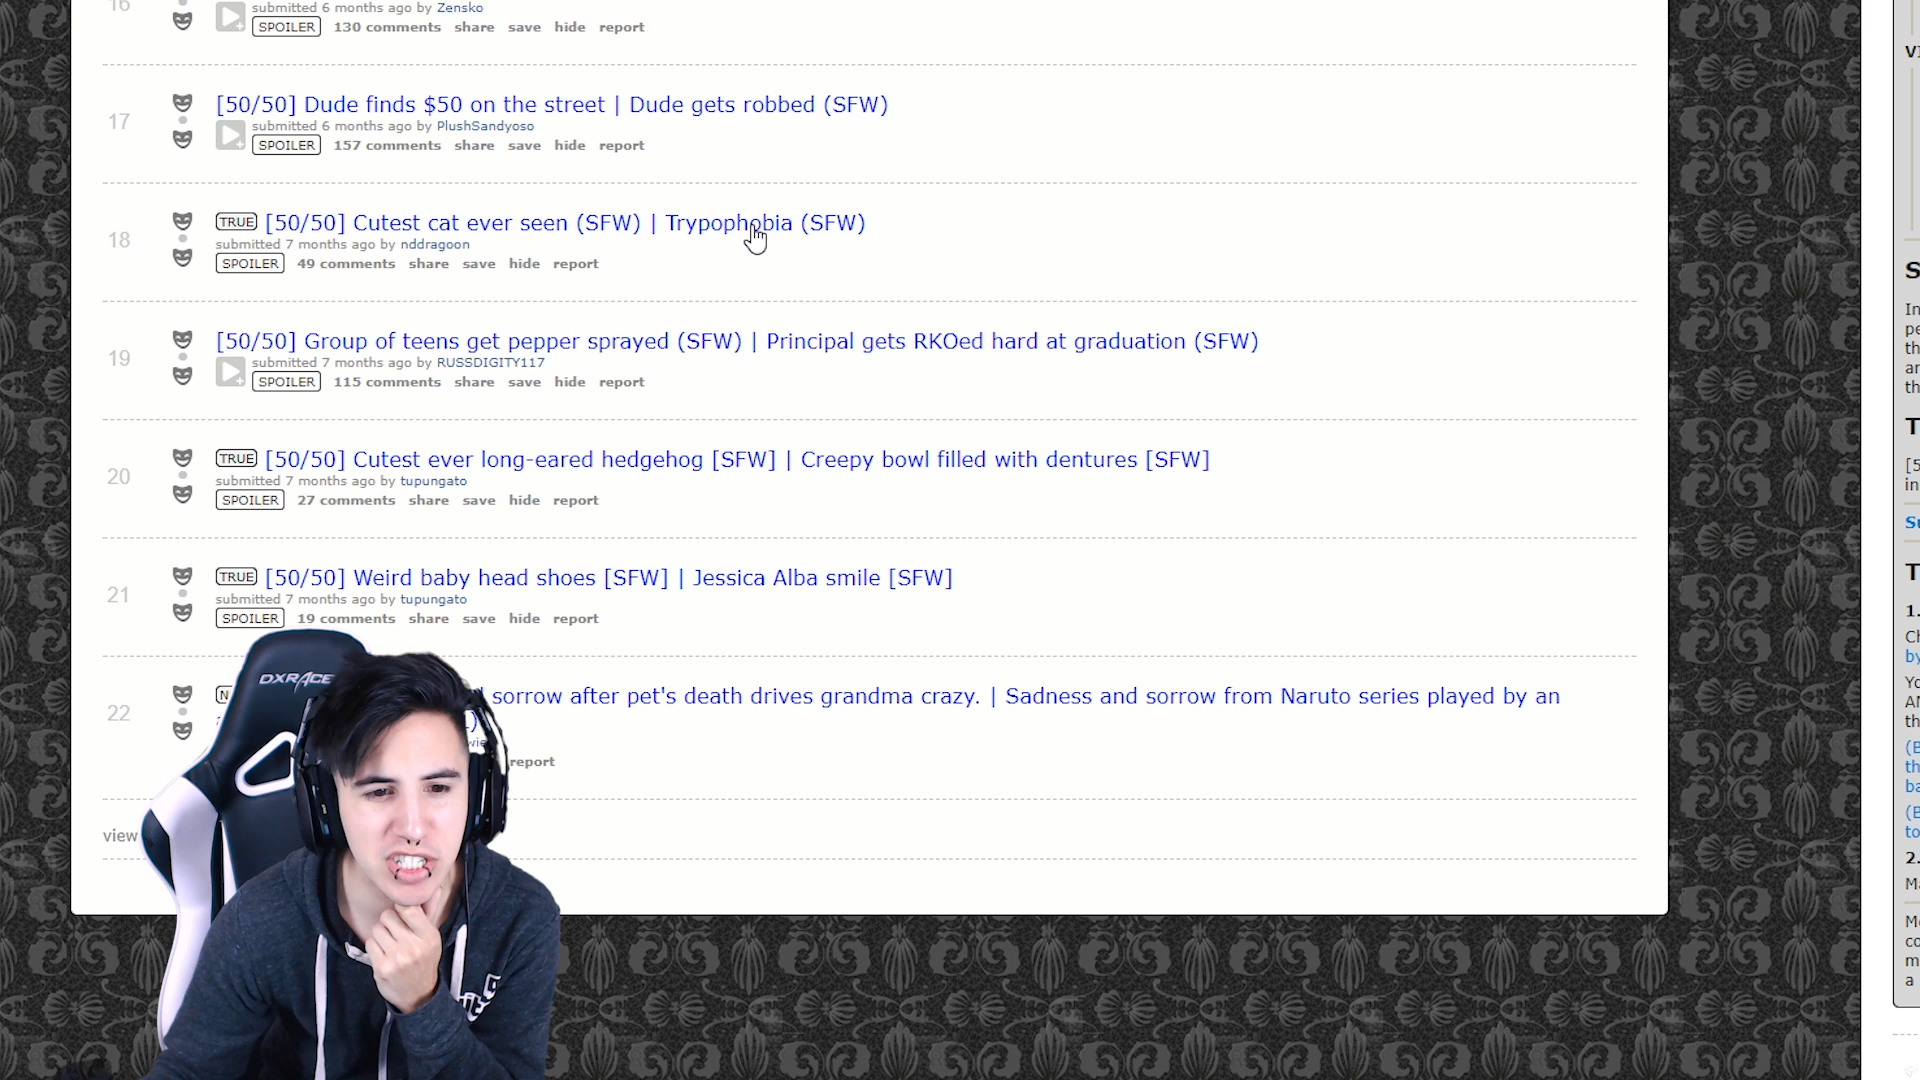 16
submitted 6 months ago by Zensko
SPOILER 130 comments share save hide report
17
[50/50] Dude finds $50 on the street | Dude gets robbed (SFW)
submitted 6 months ago by PlushSandyoso
SPOILER 157 comments share save hide report
18
TRUE [50/50] Cutest cat ever seen (SFW) | Trypophobia (SFW)
submitted 7 months ago by nddragoon
SPOILER 49 comments share save hide report
19
[50/50] Group of teens get pepper sprayed (SFW) | Principal gets RKOed hard at graduation (SFW)
submitted 7 months ago by RUSSDIGITY117
SPOILER 115 comments share save hide report
20
TRUE [50/50] Cutest ever long-eared hedgehog [SFW] | Creepy bowl filled with dentures [SFW]
submitted 7 months ago by tupungato
SPOILER 27 comments share save hide report
21
TRUE [50/50] Weird baby head shoes [SFW] | Jessica Alba smile [SFW]
submitted 7 months ago by tupungato
SPOILER 19 comments share save hide report
22
sorrow after pet's death drives grandma crazy. | Sadness and sorrow from Naruto series played by an
report
view
DXRACE
1.
by
(B
2.
a